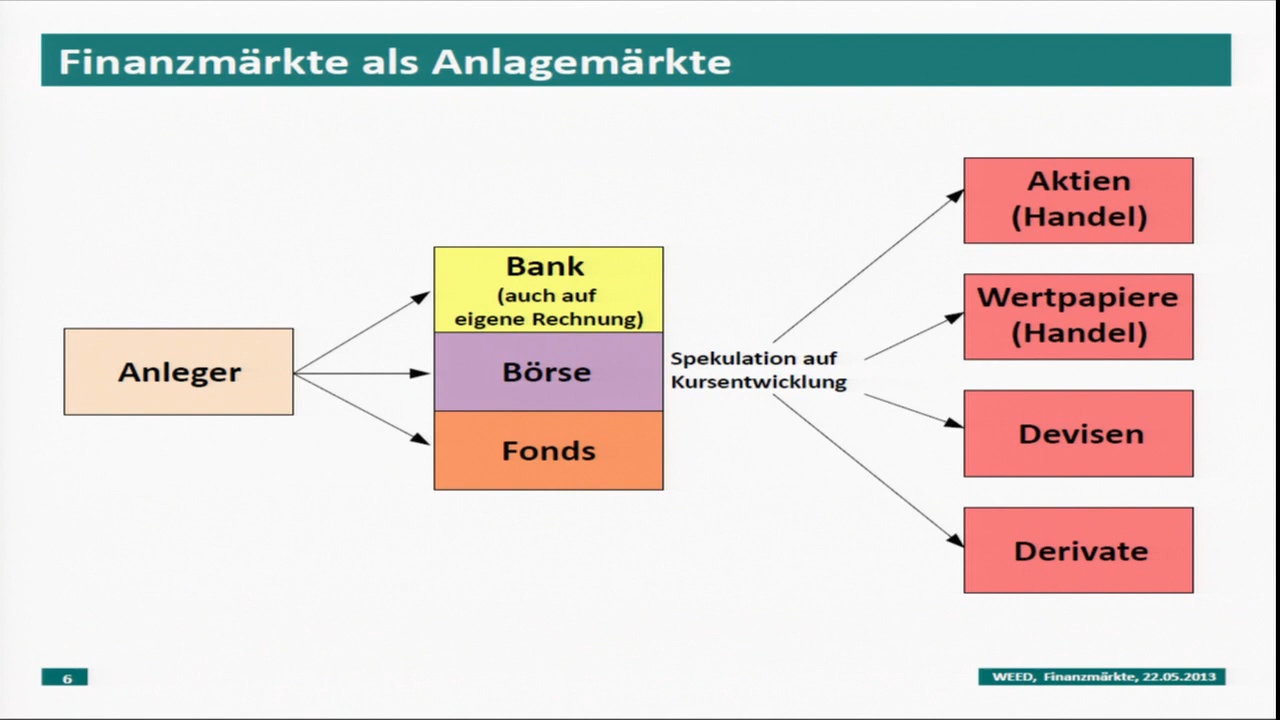 Finanzmärkte als Anlagemärkte
Anleger
Bank
(auch auf
eigene Rechnung)
Börse
Fonds
Spekulation auf
Kursentwicklung
Aktien
(Handel)
Wertpapiere
(Handel)
Devisen
Derivate
6
WEED, Finanzmärkte, 22.05.2013